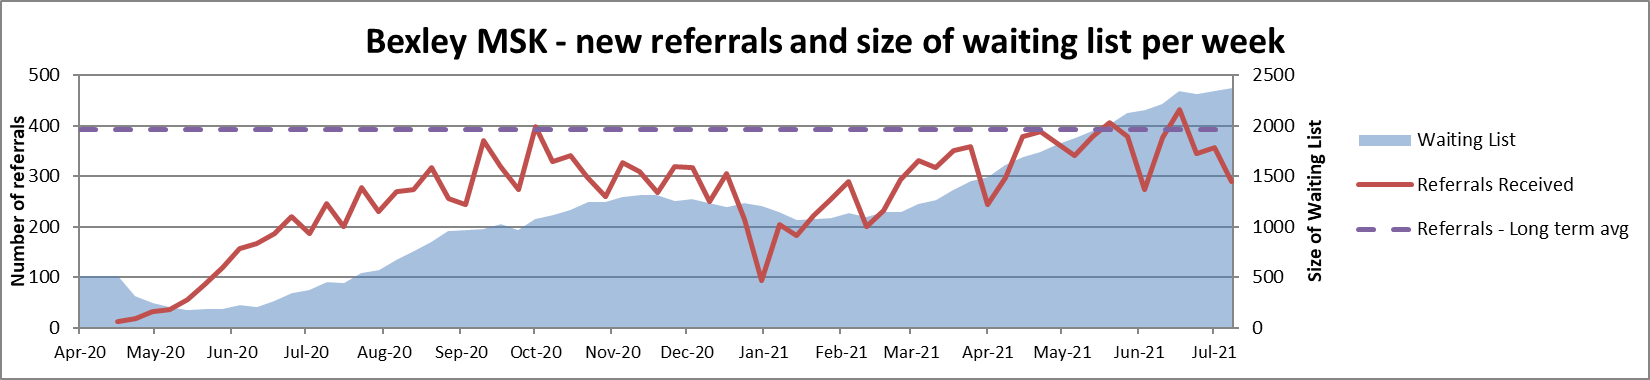 Bexley MSK - new referrals and size of waiting list per week
Number of referrals
500
400
300
200
100
0
2500
2000
1500
1000
500
0
Size of Waiting List
Apr-20 May-20 Jun-20 Jul-20 Aug-20 Sep-20 Oct-20 Nov-20 Dec-20 Jan-21 Feb-21 Mar-21 Apr-21 May-21 Jun-21 Jul-21
Waiting List
Referrals Received
Referrals - Long term avg